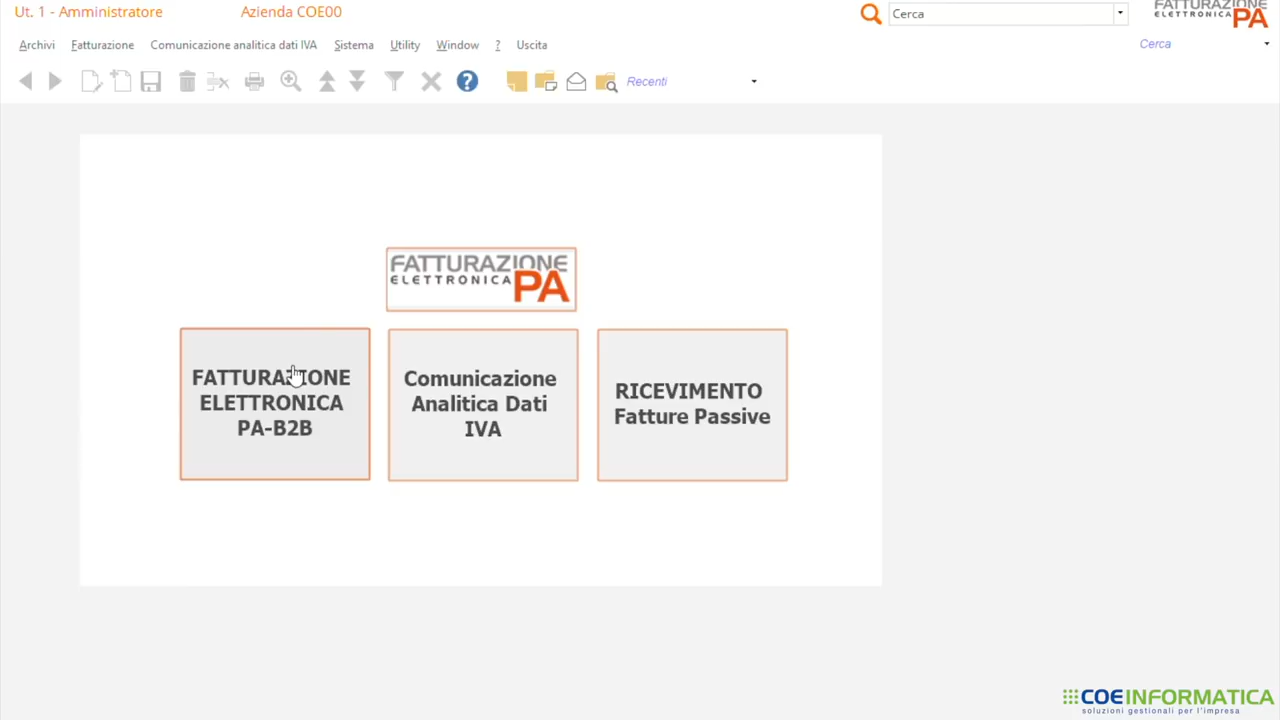 Ut. 1 - Amministratore Azienda COE00
Cerca
FATTURAZIONE
ELETTRONICA PA
Archivi Fatturazione Comunicazione analitica dati IVA Sistema Utility Window ? Uscita
Cerca
Recenti
FATTURAZIONE
ELETTRONICA PA
FATTURAZIONE
ELETTRONICA
PA-B2B
Comunicazione
Analitica Dati
IVA
RICEVIMENTO
Fatture Passive
COEINFORMATICA
soluzioni gestionali per l'impresa